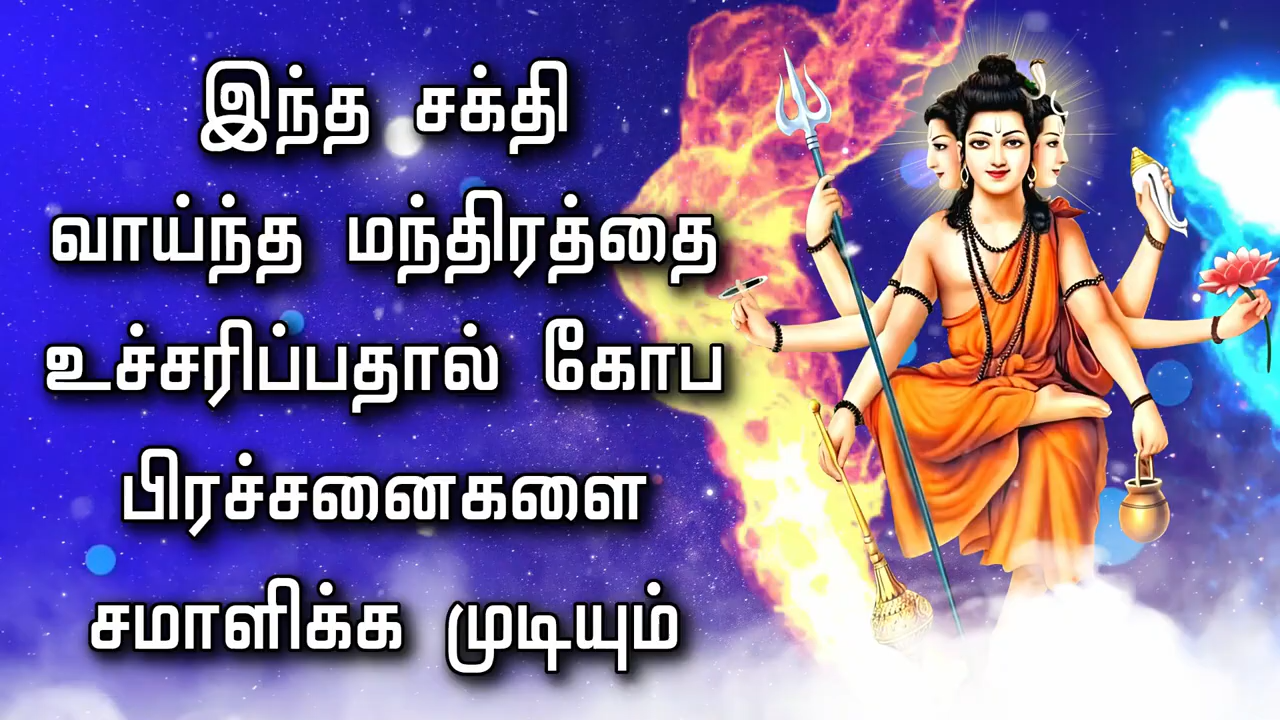 இந்த சக்தி
வாய்ந்த மந்திரத்தை
உச்சரிப்பதால் கோப
பிரச்சனைகளை
சமாளிக்க முடியும்